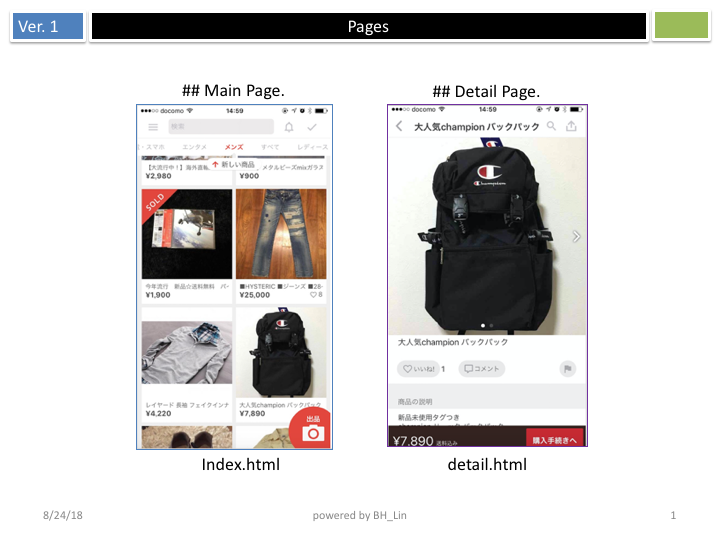 Ver. 1
Pages
## Main Page.
## Detail Page.
docomo
14:59
検索
・スマホ
エンタメ
メンズ
すべて
レディース
【大流行中！】海外直輸
↑ 新しい商品
メタルビーズmixガラス
¥2,980
¥900
SOLD
今年流行 新品☆送料無料 パー
¥1,900
■HYSTERIC ■ジーンズ ■28-
¥25,000
8
レイヤード 長袖 フェイクインナ
¥4,220
大人気champion バックパック
¥7,890
出品
docomo
14:59
大人気champion バックパック
Champion
大人気champion バックパック
いいね! 1
コメント
商品の説明
新品未使用タグつき
¥7,890 送料込み
購入手続きへ
Index.html
detail.html
8/24/18
powered by BH_Lin
1